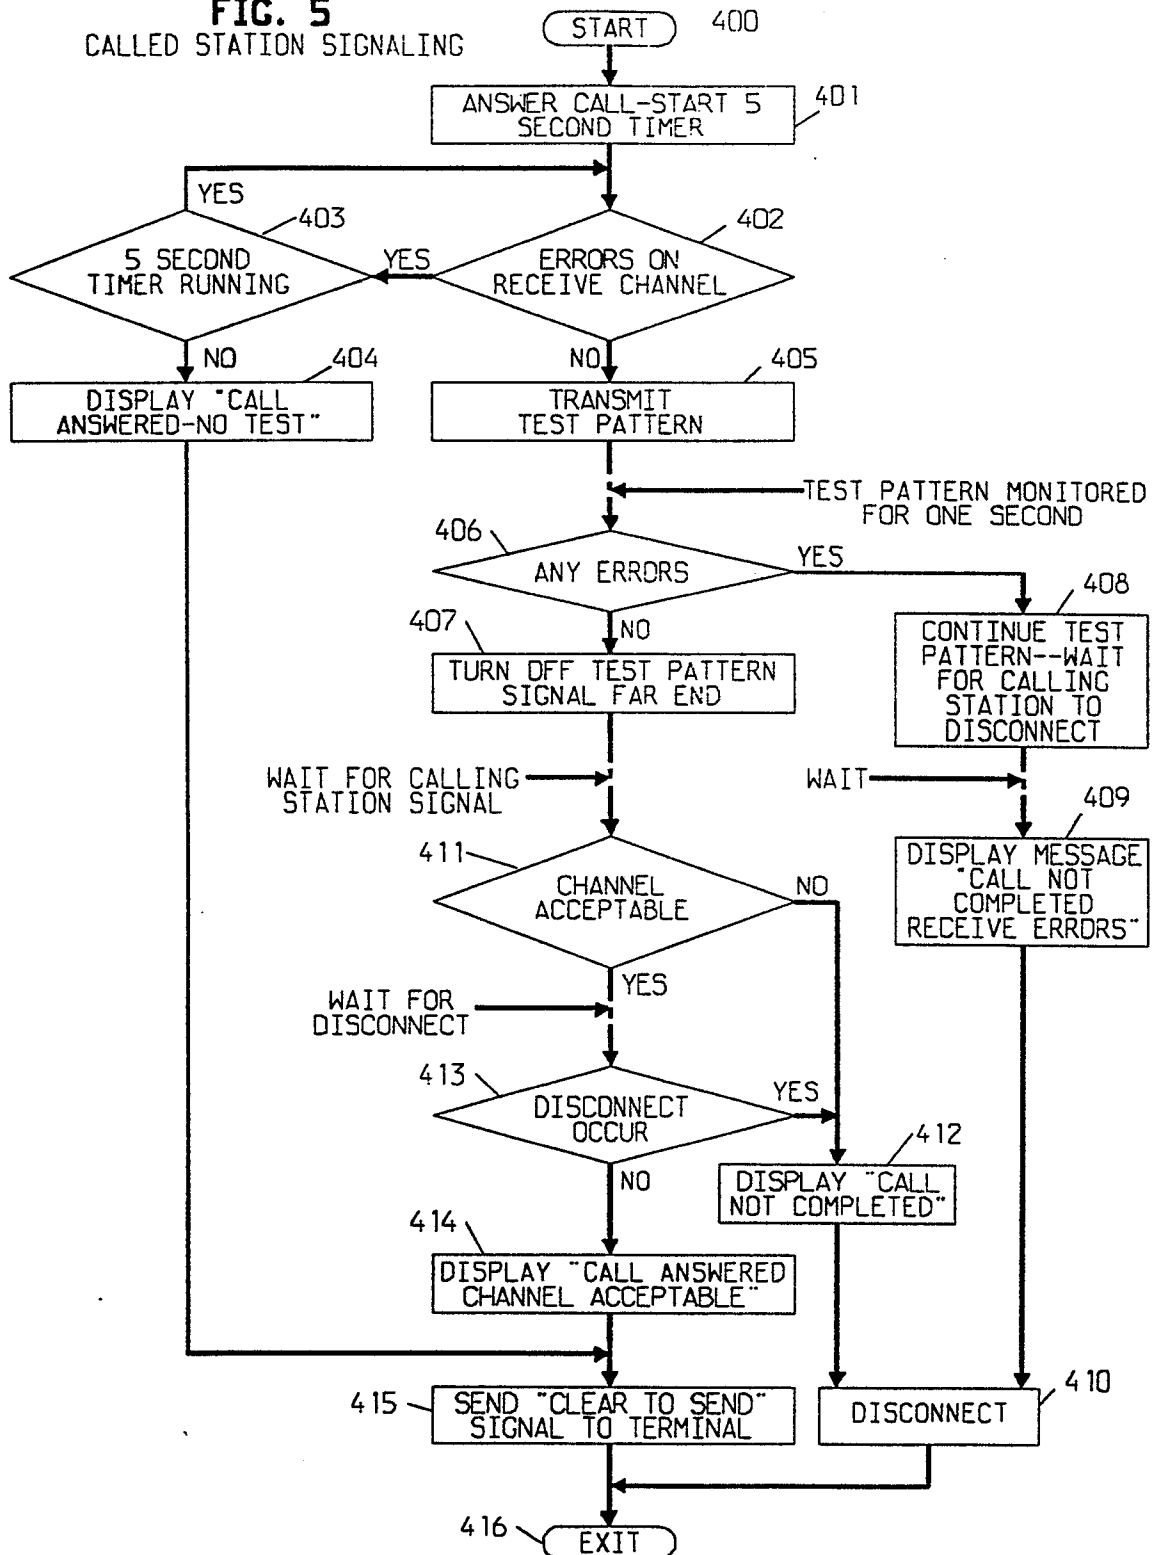 FIG. 5
CALLED STATION SIGNALING
START
400
ANSWER CALL-START 5
SECOND TIMER
401
YES
403
402
5 SECOND
TIMER RUNNING
YES
ERRORS ON
RECEIVE CHANNEL
NO
404
NO
405
DISPLAY "CALL
ANSWERED-NO TEST"
TRANSMIT
TEST PATTERN
TEST PATTERN MONITORED
FOR ONE SECOND
406
ANY ERRORS
YES
408
407
NO
CONTINUE TEST
PATTERN--WAIT
FOR CALLING
STATION TO
DISCONNECT
TURN OFF TEST PATTERN
SIGNAL FAR END
WAIT FOR CALLING
STATION SIGNAL
WAIT
409
411
CHANNEL
ACCEPTABLE
NO
DISPLAY MESSAGE
"CALL NOT
COMPLETED
RECEIVE ERRORS"
YES
WAIT FOR
DISCONNECT
413
DISCONNECT
OCCUR
YES
412
NO
DISPLAY "CALL
NOT COMPLETED"
414
DISPLAY "CALL ANSWERED
CHANNEL ACCEPTABLE"
415
SEND "CLEAR TO SEND"
SIGNAL TO TERMINAL
DISCONNECT
410
416
EXIT